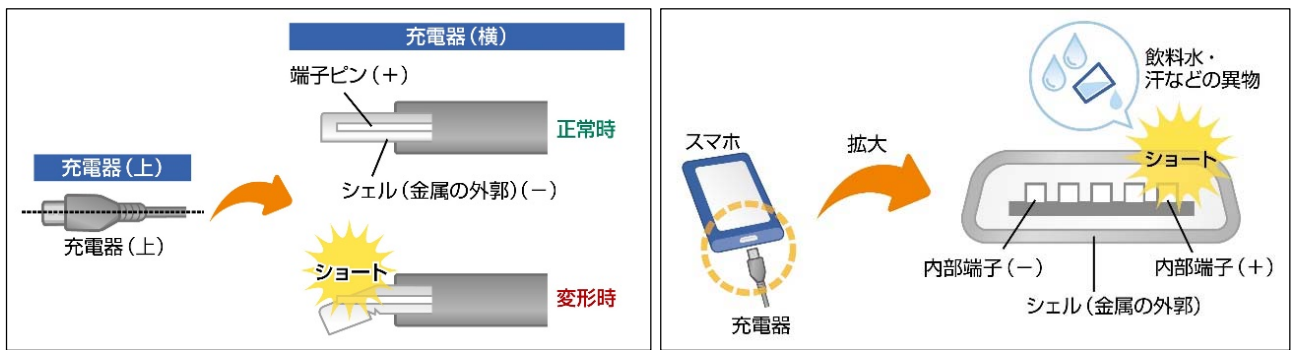 充電器（横）
端子ピン（＋）
正常時
充電器（上）
シェル（金属の外郭）（－）
充電器（上）
ショート
変形時
飲料水・
汗などの異物
スマホ
拡大
ショート
内部端子（－）
内部端子（＋）
シェル（金属の外郭）
充電器